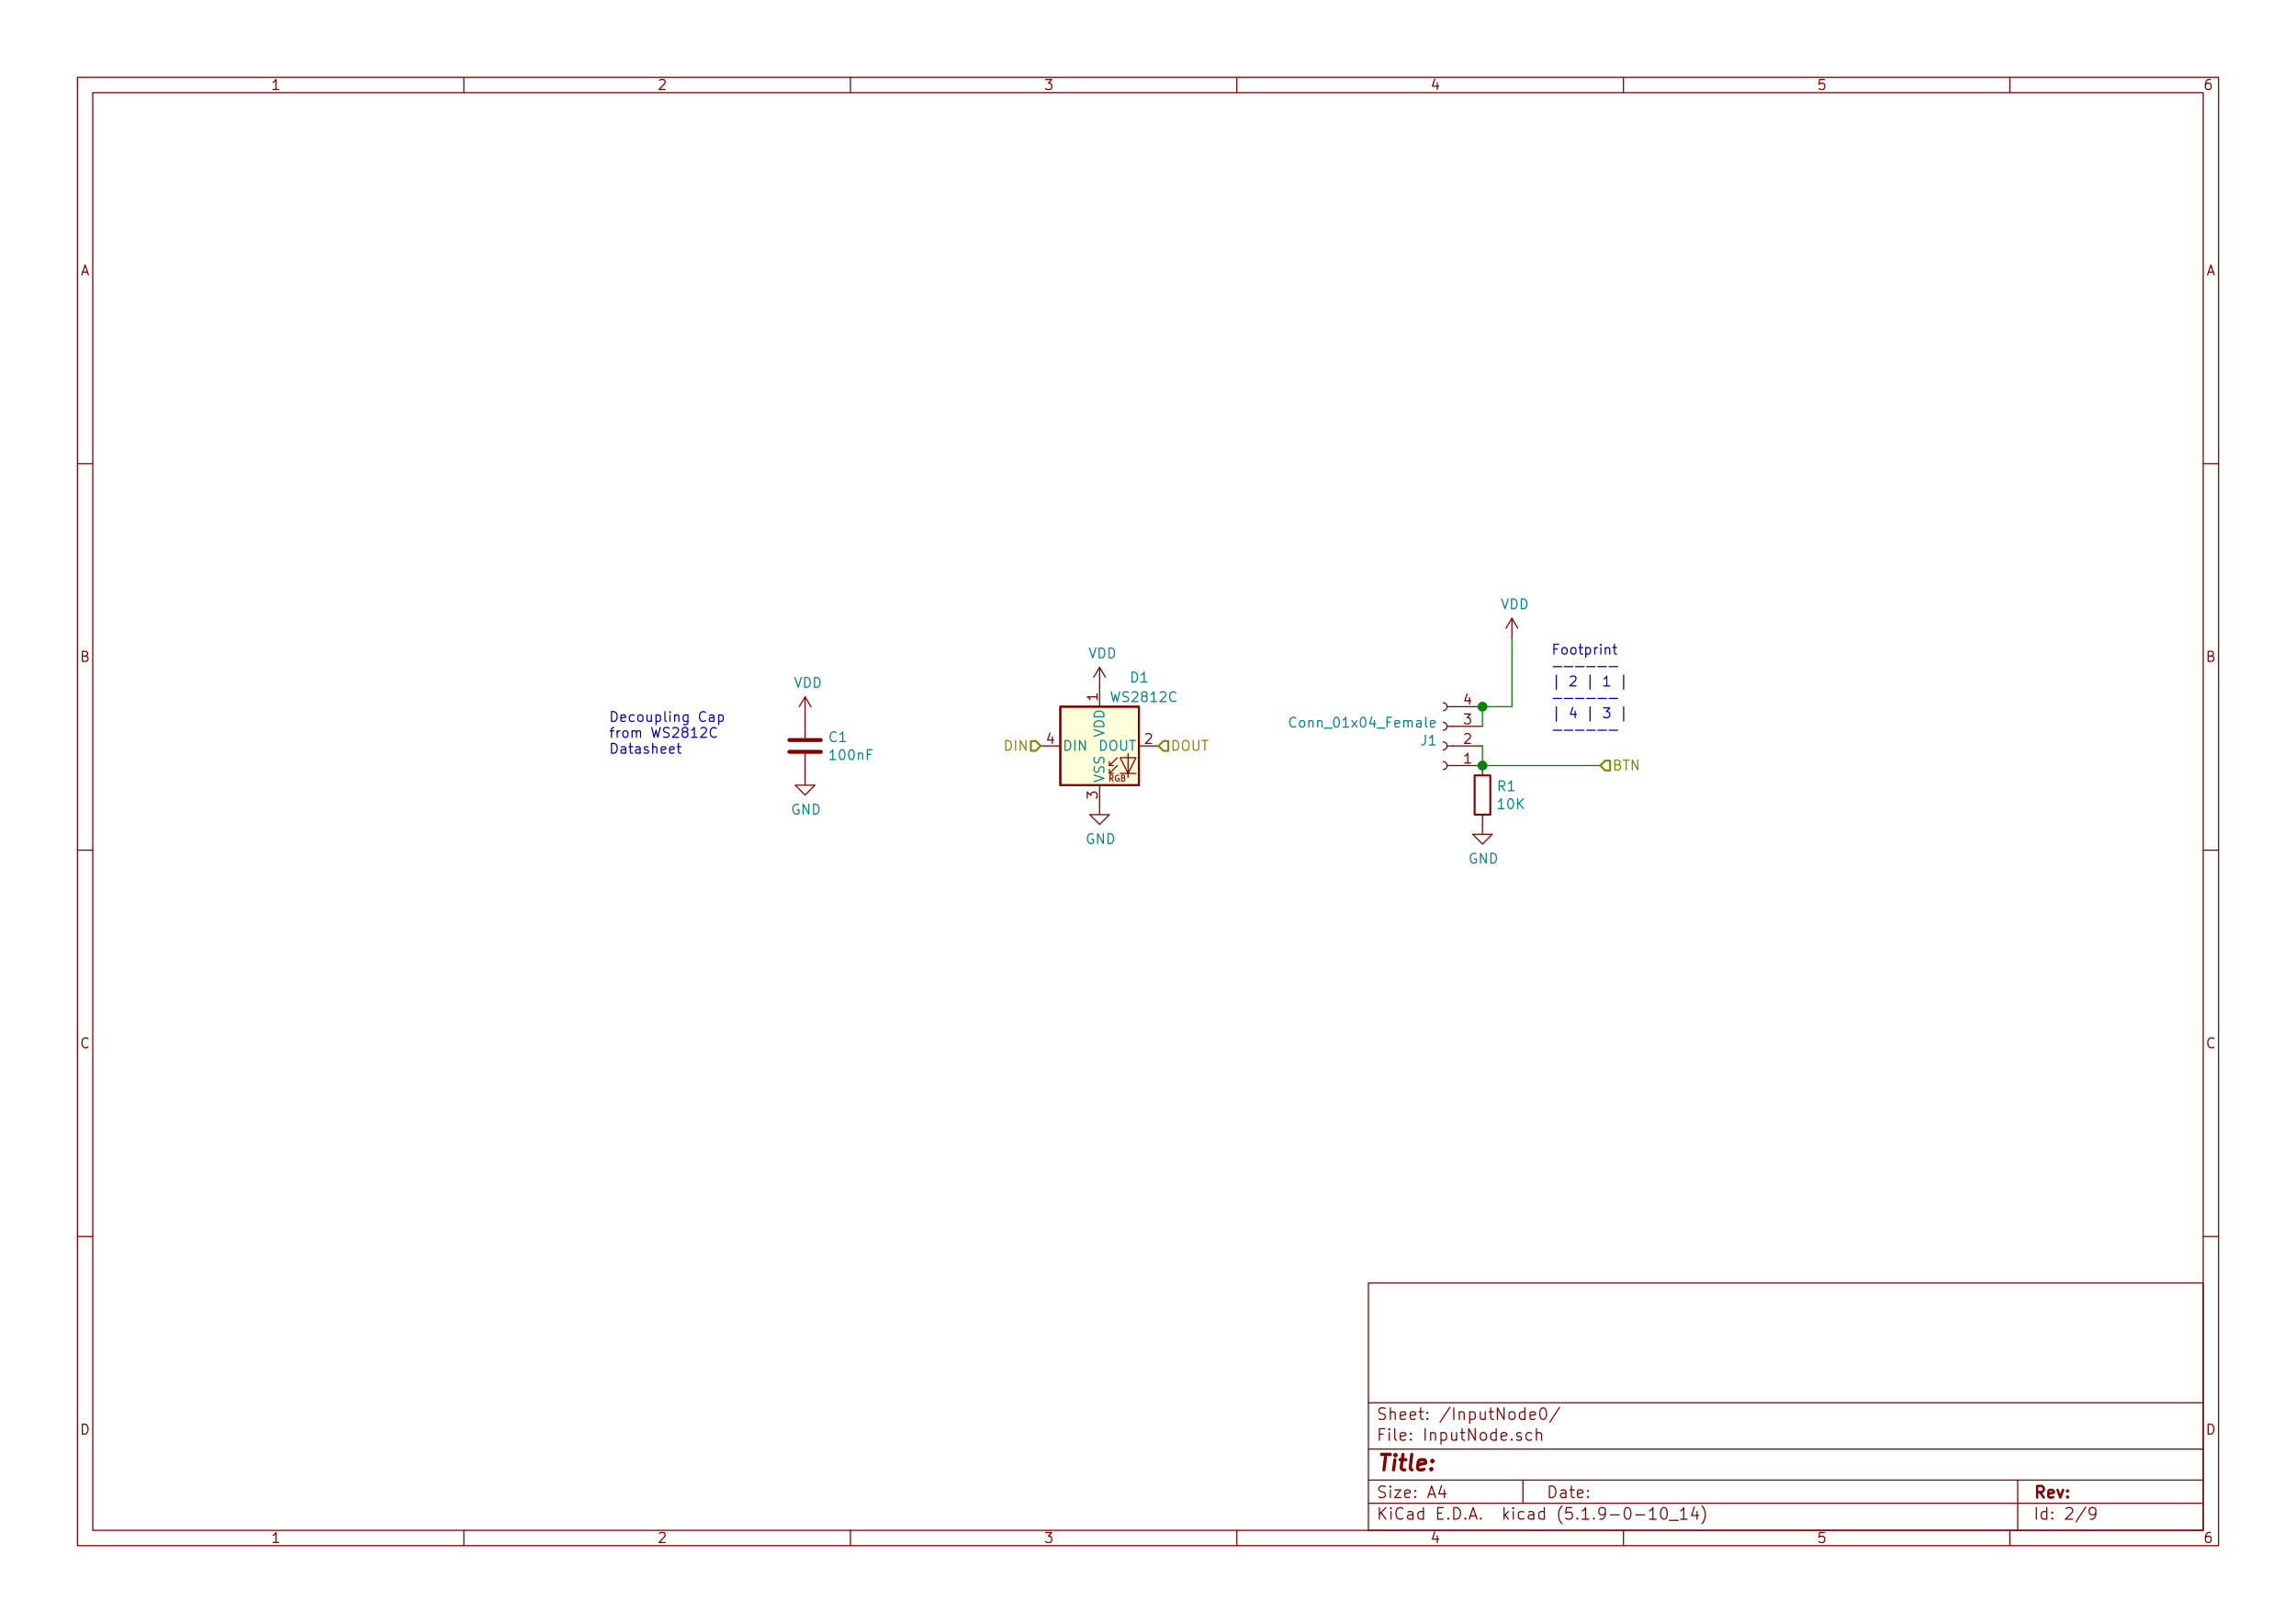 1 2 3 4 5 6
A A
VDD
Footprint
------
| 2 | 1 |
------
| 4 | 3 |
------
B B
VDD
D1
WS2812C
1
VDD
DIN 4 DIN DOUT 2 DOUT
VSS
RGB
3
GND
VDD
Decoupling Cap
from WS2812C
Datasheet
C1
100nF
GND
4
Conn_01x04_Female 3
J1 2
1 BTN
R1
10K
GND
C C
D D
Sheet: /InputNode0/
File: InputNode.sch
Title:
Size: A4 Date: Rev:
KiCad E.D.A. kicad (5.1.9-0-10_14) Id: 2/9
1 2 3 4 5 6